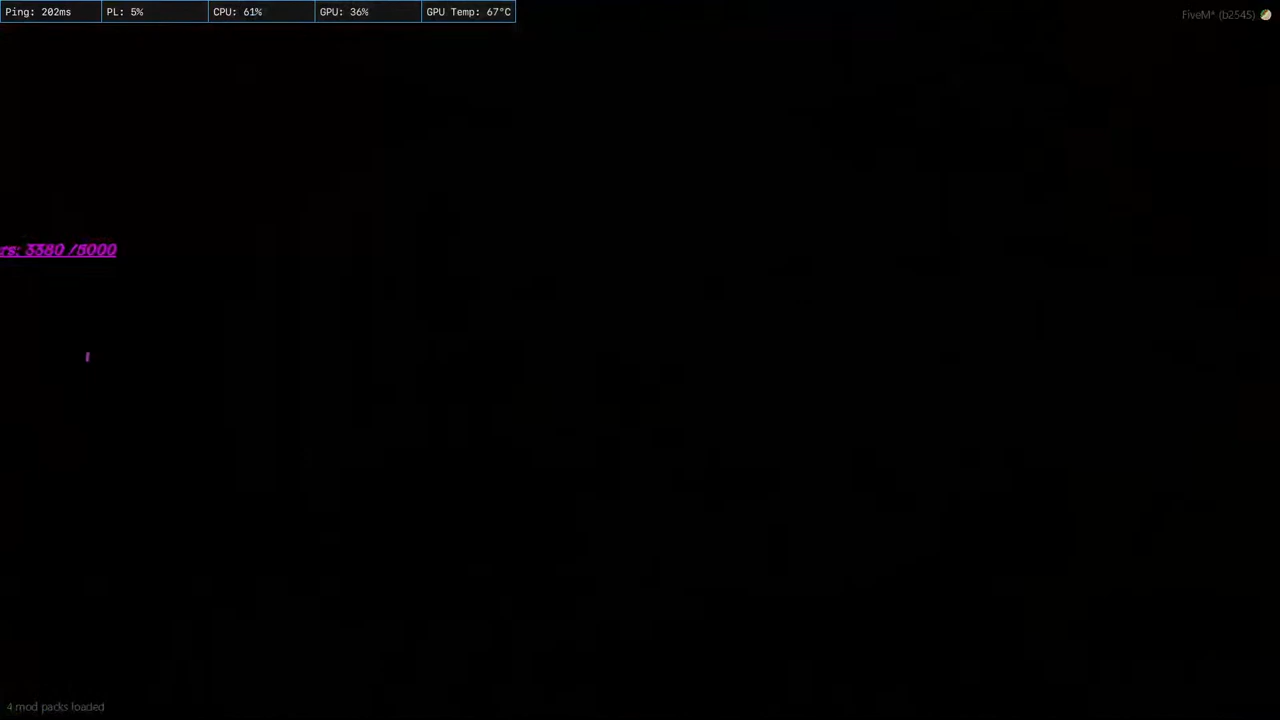 Ping: 202ms PL: 5% CPU: 61% GPU: 36% GPU Temp: 67°C
FiveM* (b2545)
rs: 3380 /5000
4 mod packs loaded